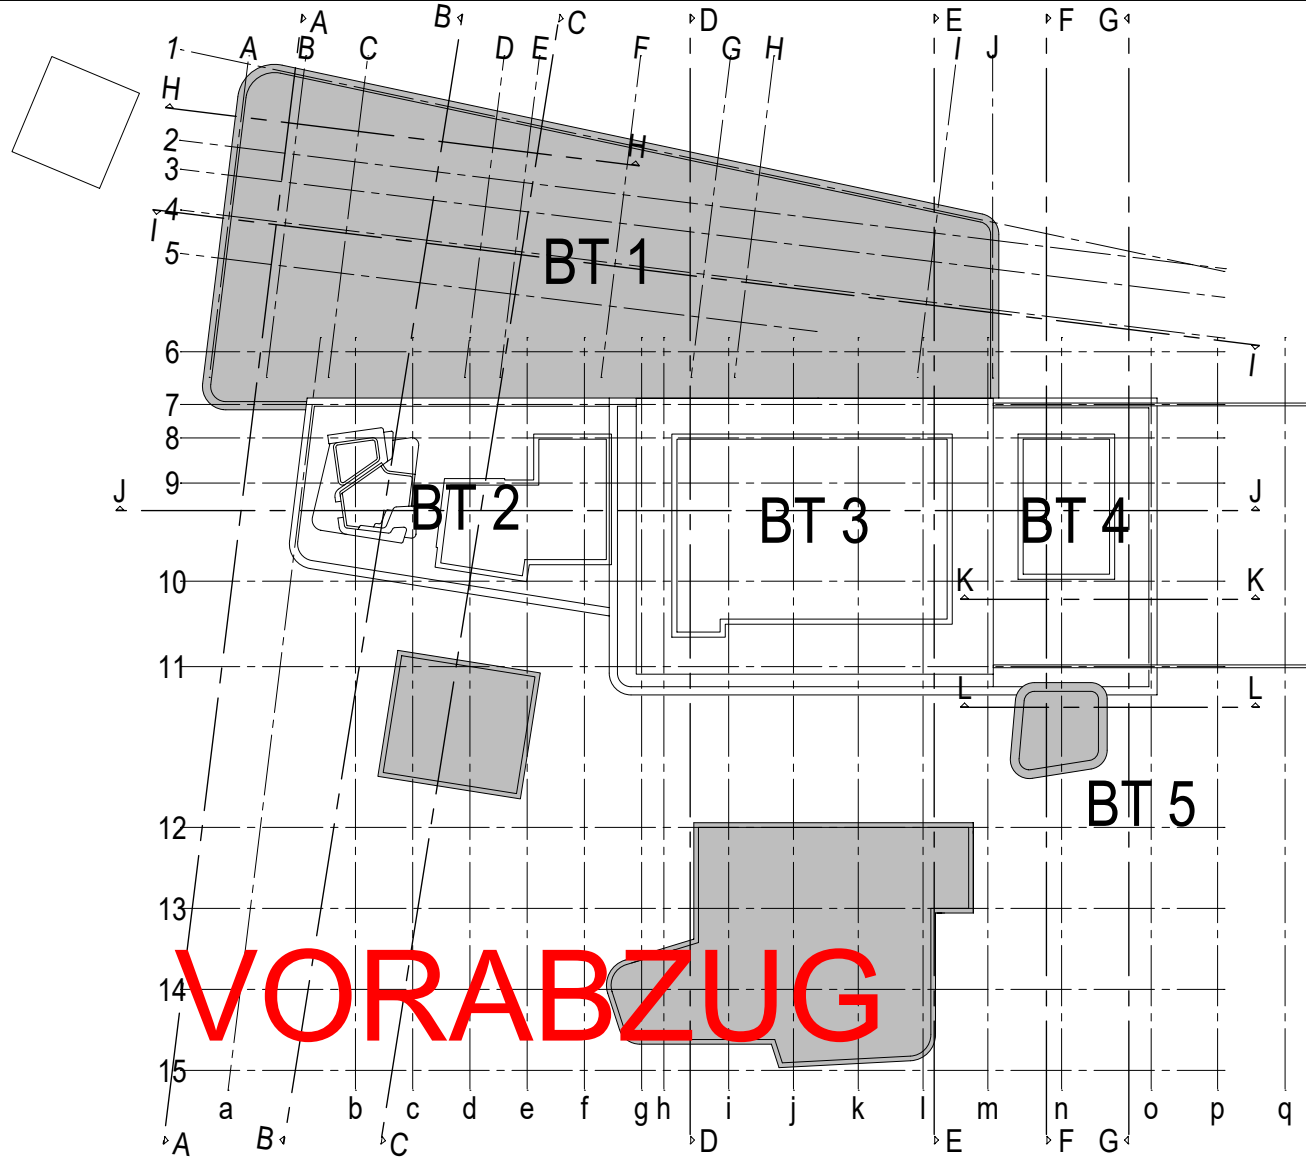 A B C D E F G
1 A B C D E F G H I J
H
2 H
3
4
I
5 BT 1
6
I
7
8
9
J BT 2 BT 3 BT 4 J
10 K K
11
L L
BT 5
12
13
VORABZUG
14
15
a b c d e f g h i j k l m n o p q
A B C D E F G